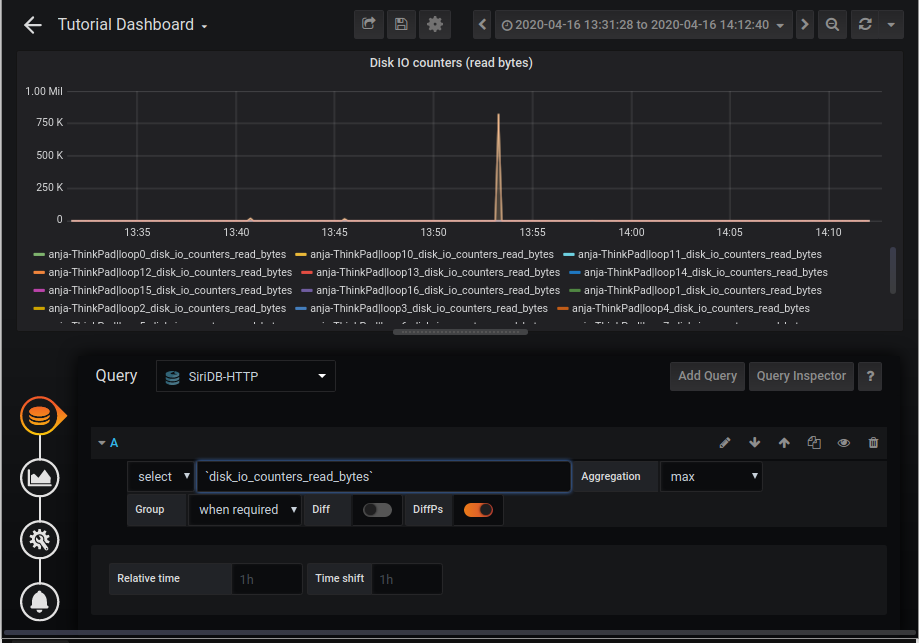 Tutorial Dashboard
2020-04-16 13:31:28 to 2020-04-16 14:12:40
Disk IO counters (read bytes)
1.00 Mil
750 K
500 K
250 K
0
13:35 13:40 13:45 13:50 13:55 14:00 14:05 14:10
anja-ThinkPad|loop0_disk_io_counters_read_bytes anja-ThinkPad|loop10_disk_io_counters_read_bytes anja-ThinkPad|loop11_disk_io_counters_read_bytes
anja-ThinkPad|loop12_disk_io_counters_read_bytes anja-ThinkPad|loop13_disk_io_counters_read_bytes anja-ThinkPad|loop14_disk_io_counters_read_bytes
anja-ThinkPad|loop15_disk_io_counters_read_bytes anja-ThinkPad|loop16_disk_io_counters_read_bytes anja-ThinkPad|loop1_disk_io_counters_read_bytes
anja-ThinkPad|loop2_disk_io_counters_read_bytes anja-ThinkPad|loop3_disk_io_counters_read_bytes anja-ThinkPad|loop4_disk_io_counters_read_bytes
Query SiriDB-HTTP Add Query Query Inspector ?
A
select `disk_io_counters_read_bytes` Aggregation max
Group when required Diff DiffPs
Relative time 1h Time shift 1h